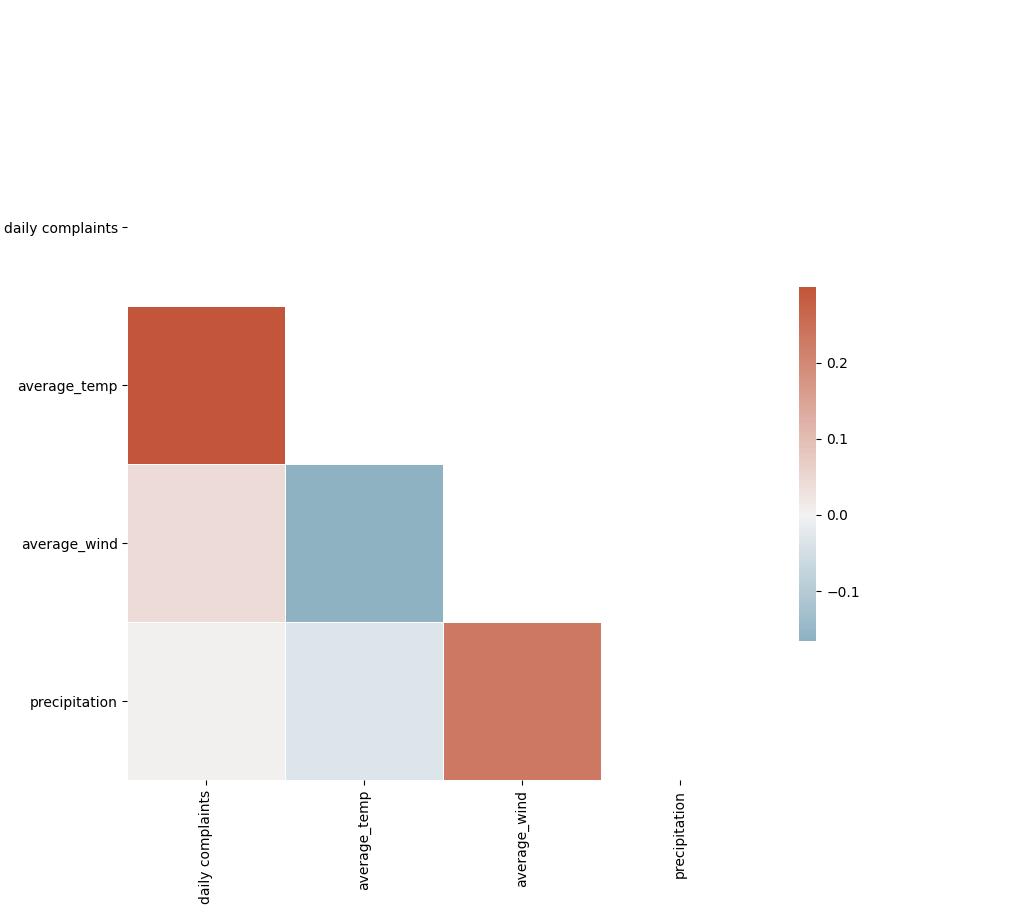 daily complaints
average_temp
average_wind
precipitation
0.2
0.1
0.0
−0.1
daily complaints
average_temp
average_wind
precipitation